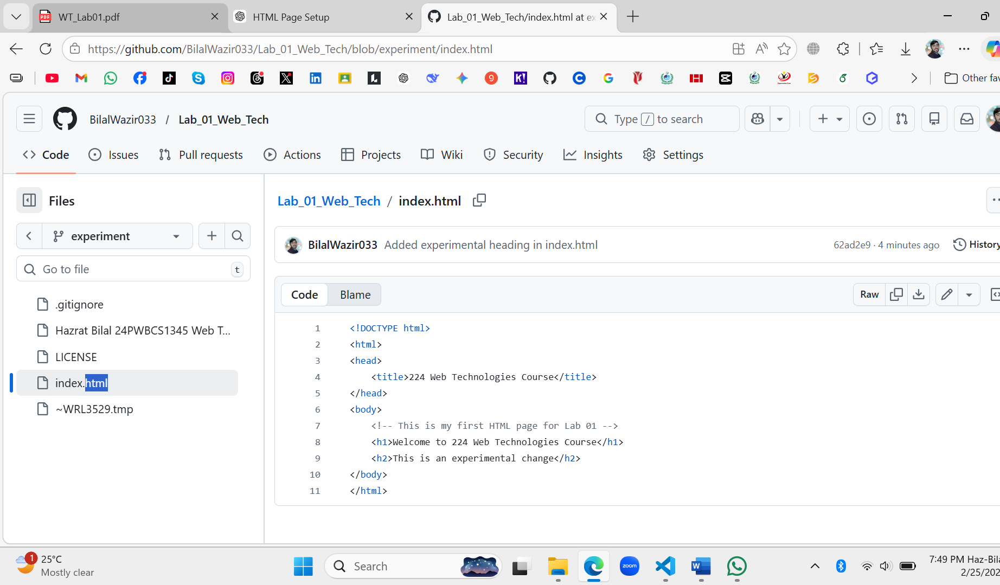 WT_Lab01.pdf
HTML Page Setup
Lab_01_Web_Tech/index.html at ex
https://github.com/BilalWazir033/Lab_01_Web_Tech/blob/experiment/index.html
Other fav
BilalWazir033 / Lab_01_Web_Tech
Type / to search
Code
Issues
Pull requests
Actions
Projects
Wiki
Security
Insights
Settings
Files
experiment
Go to file
t
.gitignore
Hazrat Bilal 24PWBCS1345 Web T...
LICENSE
index.html
~WRL3529.tmp
Lab_01_Web_Tech / index.html
BilalWazir033 Added experimental heading in index.html
62ad2e9 · 4 minutes ago
History
Code
Blame
Raw
1 <!DOCTYPE html>
2 <html>
3 <head>
4 <title>224 Web Technologies Course</title>
5 </head>
6 <body>
7 <!-- This is my first HTML page for Lab 01 -->
8 <h1>Welcome to 224 Web Technologies Course</h1>
9 <h2>This is an experimental change</h2>
10 </body>
11 </html>
1
25°C
Mostly clear
Search
zoom
7:49 PM Haz-Bila
2/25/202